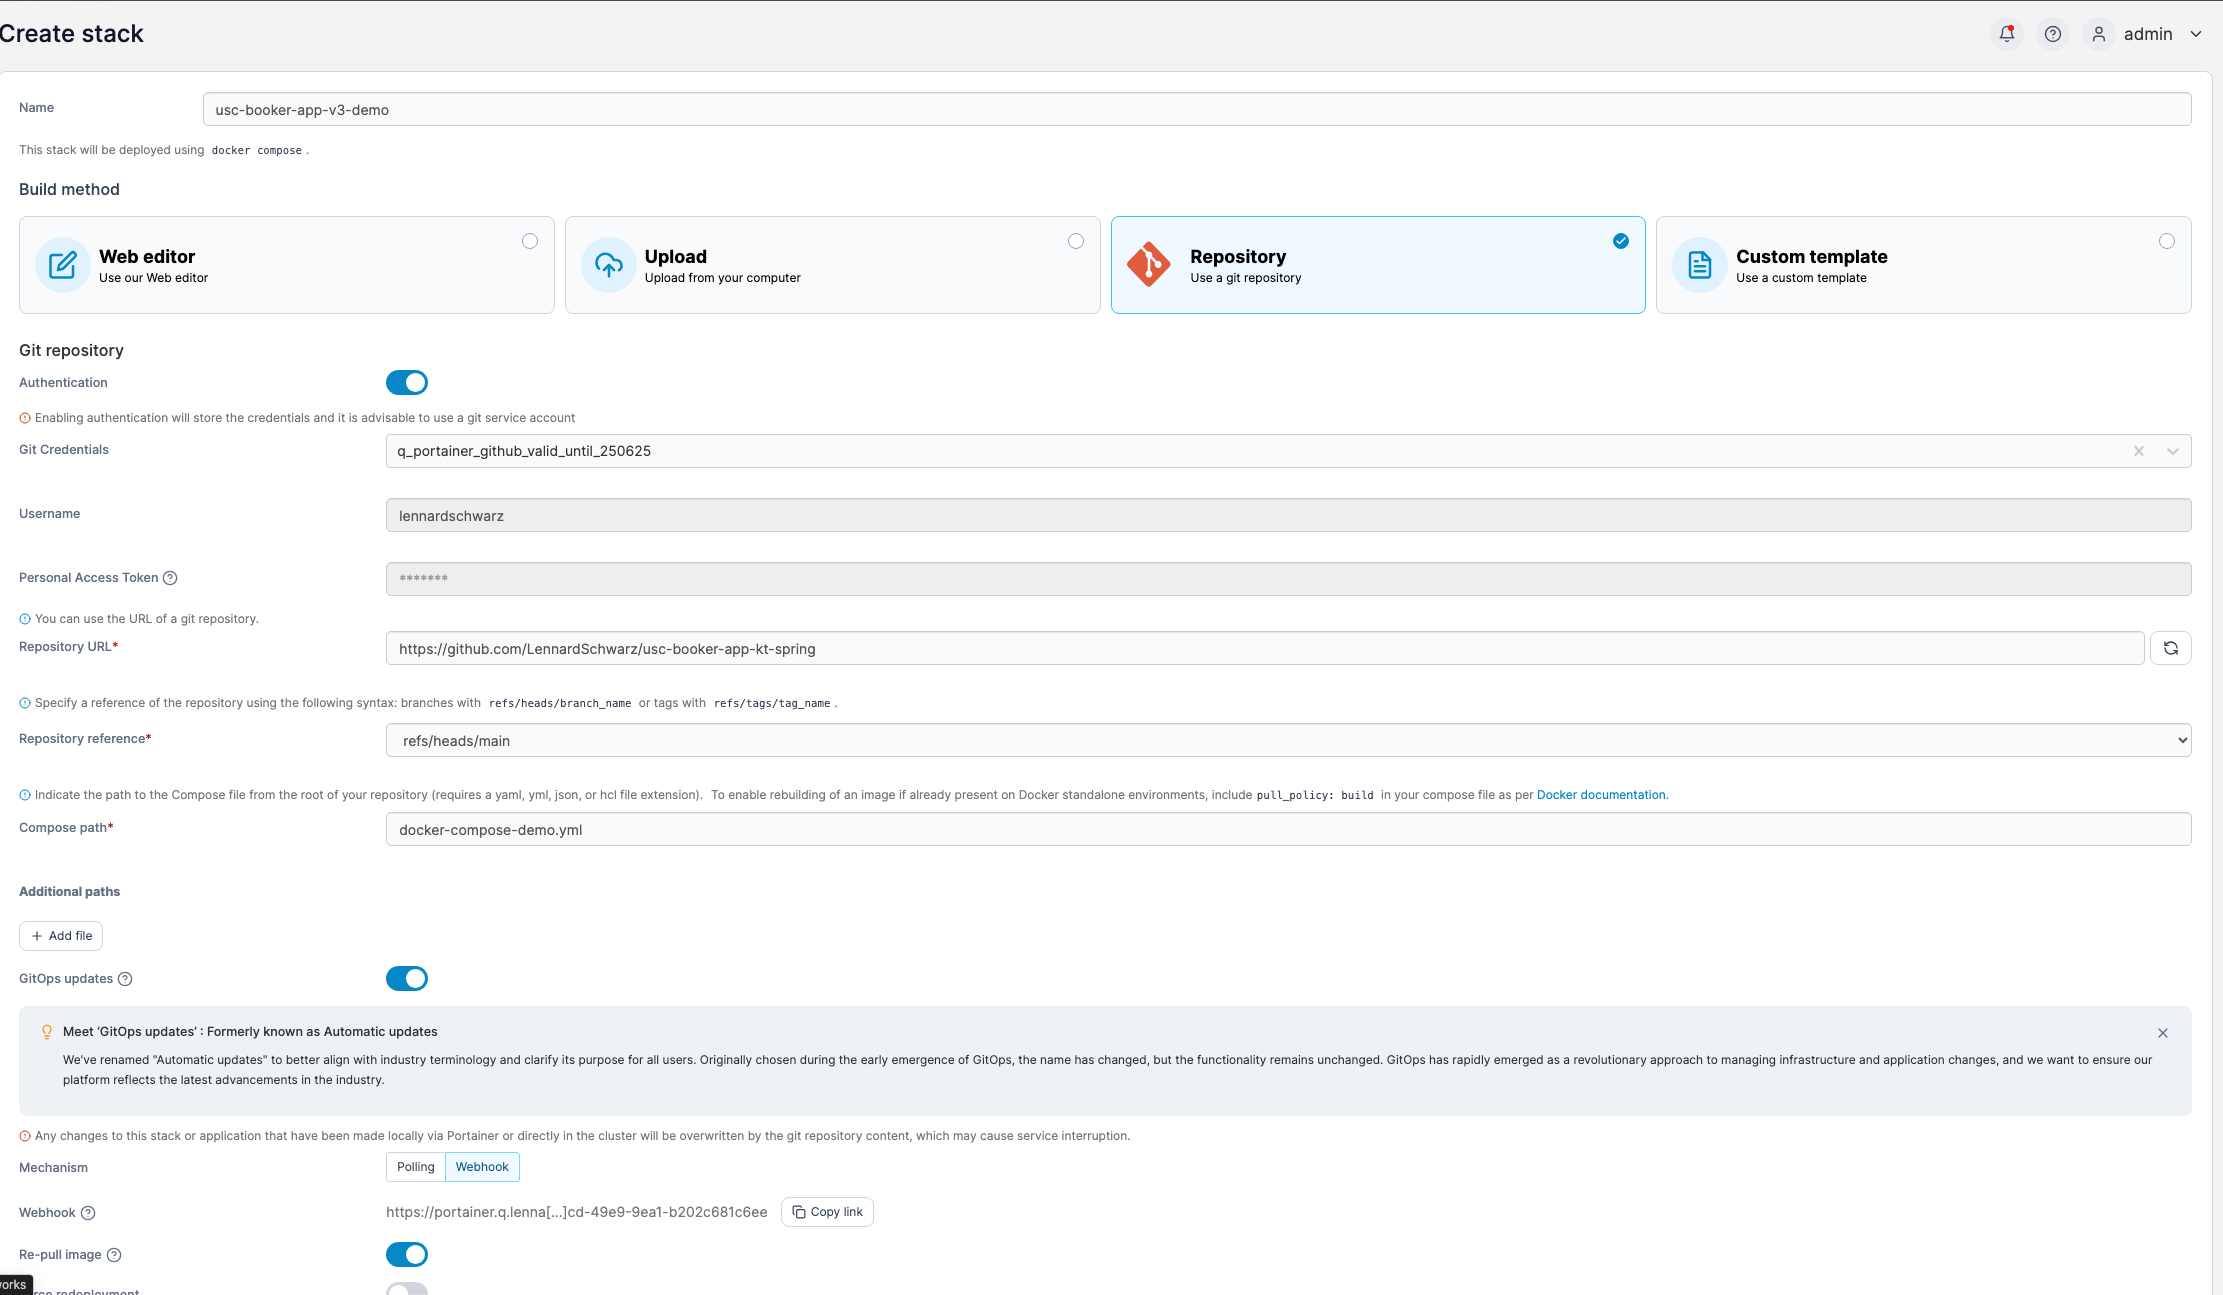 Create stack
admin
Name
usc-booker-app-v3-demo
This stack will be deployed using docker compose .
Build method
Web editor
Use our Web editor
Upload
Upload from your computer
Repository
Use a git repository
Custom template
Use a custom template
Git repository
Authentication
Enabling authentication will store the credentials and it is advisable to use a git service account
Git Credentials
q_portainer_github_valid_until_250625
Username
lennardschwarz
Personal Access Token
*******
You can use the URL of a git repository.
Repository URL*
https://github.com/LennardSchwarz/usc-booker-app-kt-spring
Specify a reference of the repository using the following syntax: branches with refs/heads/branch_name or tags with refs/tags/tag_name .
Repository reference*
refs/heads/main
Indicate the path to the Compose file from the root of your repository (requires a yaml, yml, json, or hcl file extension). To enable rebuilding of an image if already present on Docker standalone environments, include pull_policy: build in your compose file as per Docker documentation.
Compose path*
docker-compose-demo.yml
Additional paths
+ Add file
GitOps updates
Meet ‘GitOps updates’ : Formerly known as Automatic updates
We've renamed "Automatic updates" to better align with industry terminology and clarify its purpose for all users. Originally chosen during the early emergence of GitOps, the name has changed, but the functionality remains unchanged. GitOps has rapidly emerged as a revolutionary approach to managing infrastructure and application changes, and we want to ensure our
platform reflects the latest advancements in the industry.
Any changes to this stack or application that have been made locally via Portainer or directly in the cluster will be overwritten by the git repository content, which may cause service interruption.
Mechanism
Polling
Webhook
Webhook
https://portainer.q.lenna[...]cd-49e9-9ea1-b202c681c6ee
Copy link
Re-pull image
orks
rce redeployment